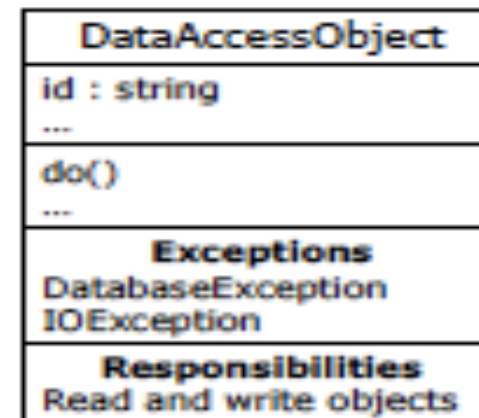 DataAccessObject
id : string
...
do()
...
Exceptions
DatabaseException
IOException
Responsibilities
Read and write objects